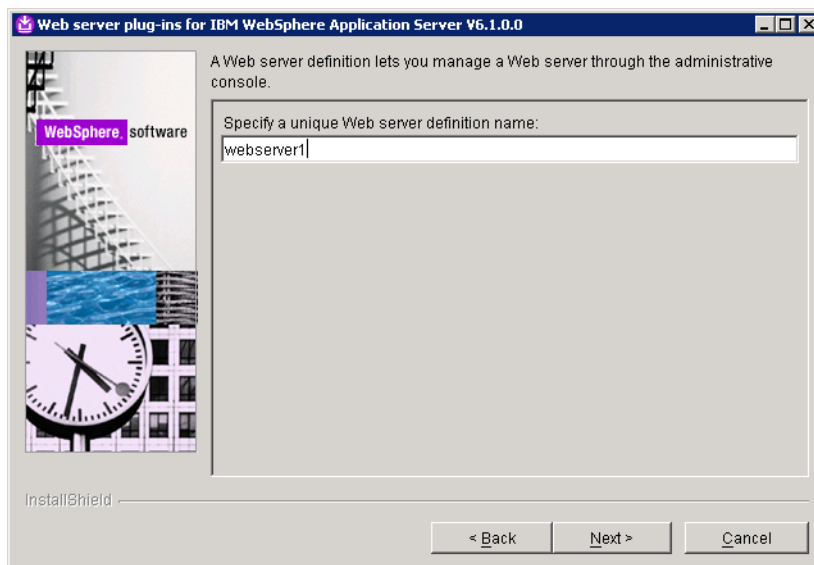 Web server plug-ins for IBM WebSphere Application Server V6.1.0.0
A Web server definition lets you manage a Web server through the administrative
console.
WebSphere. software
Specify a unique Web server definition name:
webserver1
InstallShield
< Back
Next >
Cancel